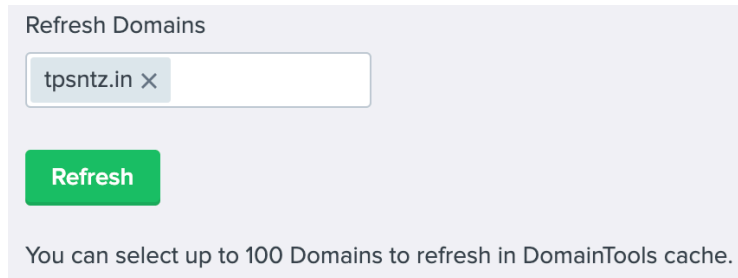 Refresh Domains
tpsntz.in ×
Refresh
You can select up to 100 Domains to refresh in DomainTools cache.